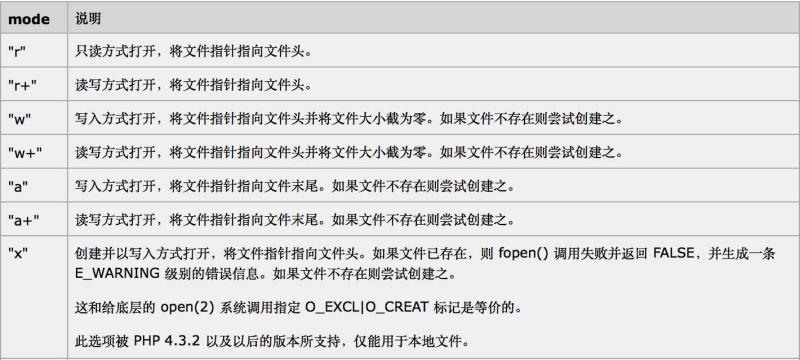 mode 说明
"r" 只读方式打开，将文件指针指向文件头。
"r+" 读写方式打开，将文件指针指向文件头。
"w" 写入方式打开，将文件指针指向文件头并将文件大小截为零。如果文件不存在则尝试创建之。
"w+" 读写方式打开，将文件指针指向文件头并将文件大小截为零。如果文件不存在则尝试创建之。
"a" 写入方式打开，将文件指针指向文件末尾。如果文件不存在则尝试创建之。
"a+" 读写方式打开，将文件指针指向文件末尾。如果文件不存在则尝试创建之。
"x" 创建并以写入方式打开，将文件指针指向文件头。如果文件已存在，则 fopen() 调用失败并返回 FALSE，并生成一条
E_WARNING 级别的错误信息。如果文件不存在则尝试创建之。
这和给底层的 open(2) 系统调用指定 O_EXCL|O_CREAT 标记是等价的。
此选项被 PHP 4.3.2 以及以后的版本所支持，仅能用于本地文件。